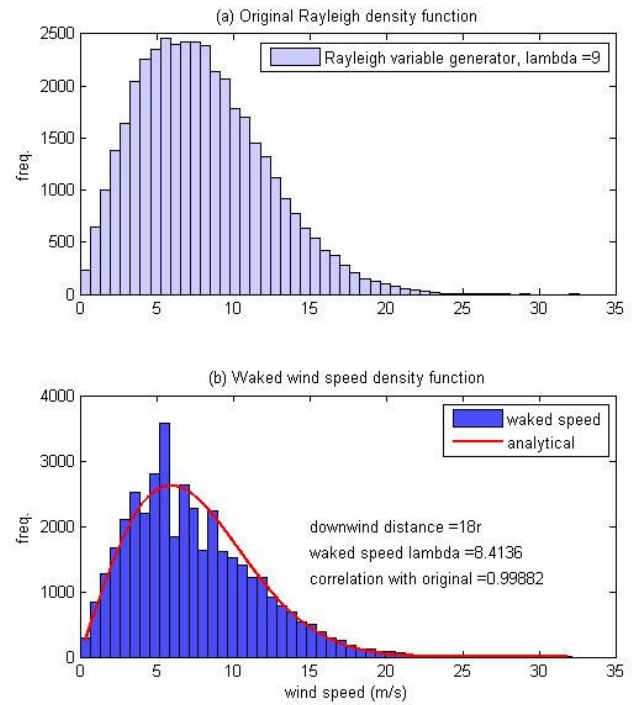 (a) Original Rayleigh density function
2500
2000
1500
1000
500
0
freq.
Rayleigh variable generator, lambda =9
0 5 10 15 20 25 30 35
(b) Waked wind speed density function
4000
3000
2000
1000
0
freq.
waked speed
analytical
downwind distance =18r
waked speed lambda =8.4136
correlation with original =0.99882
0 5 10 15 20 25 30 35
wind speed (m/s)